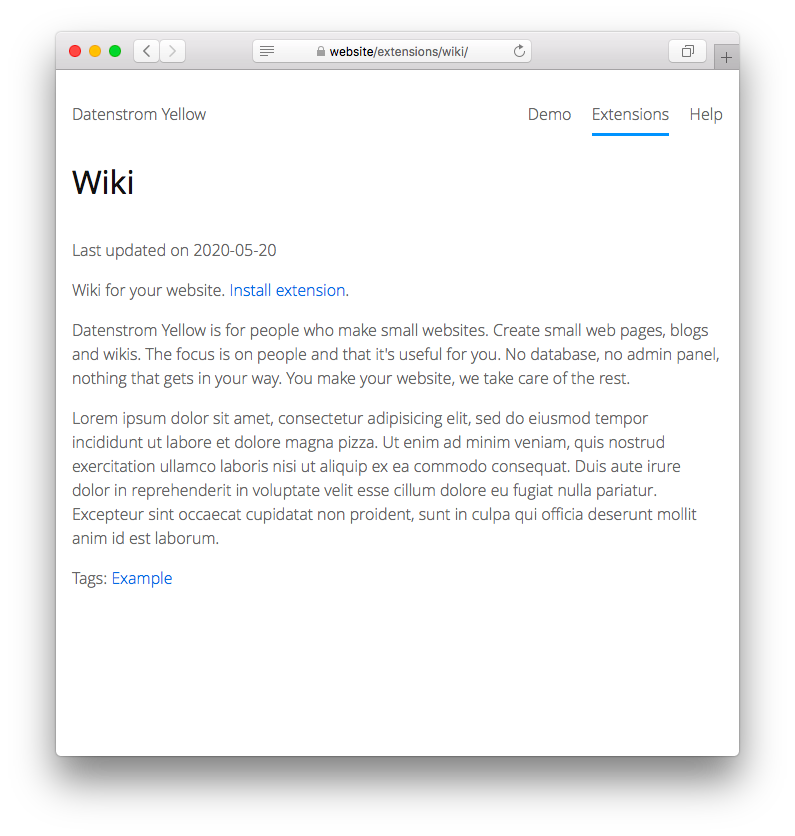 website/extensions/wiki/
Datenstrom Yellow
Demo
Extensions
Help
Wiki
Last updated on 2020-05-20
Wiki for your website. Install extension.
Datenstrom Yellow is for people who make small websites. Create small web pages, blogs
and wikis. The focus is on people and that it's useful for you. No database, no admin panel,
nothing that gets in your way. You make your website, we take care of the rest.
Lorem ipsum dolor sit amet, consectetur adipisicing elit, sed do eiusmod tempor
incididunt ut labore et dolore magna pizza. Ut enim ad minim veniam, quis nostrud
exercitation ullamco laboris nisi ut aliquip ex ea commodo consequat. Duis aute irure
dolor in reprehenderit in voluptate velit esse cillum dolore eu fugiat nulla pariatur.
Excepteur sint occaecat cupidatat non proident, sunt in culpa qui officia deserunt mollit
anim id est laborum.
Tags: Example